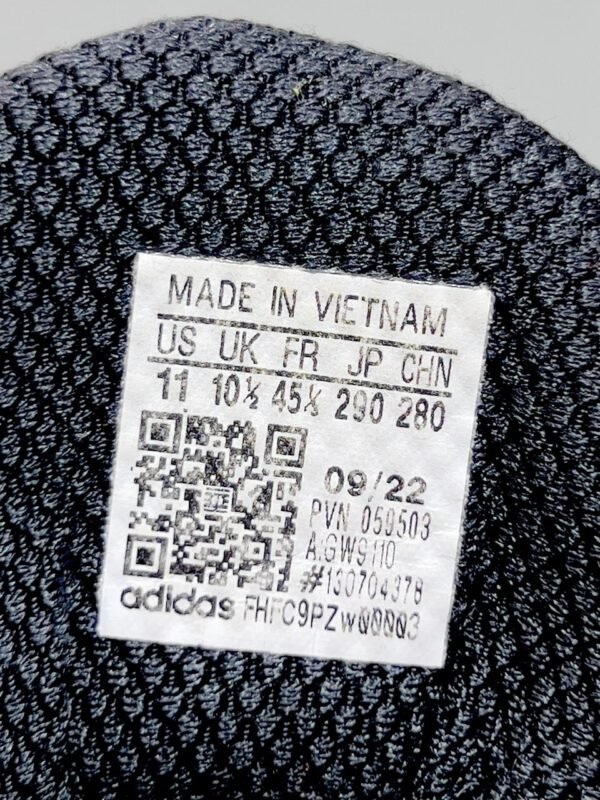 MADE IN VIETNAM
US UK FR JP CHN
11 10½ 45⅓ 290 280
09/22
PVN 059503
A:GW9110
#130704378
adidas FHFC9PZw00003